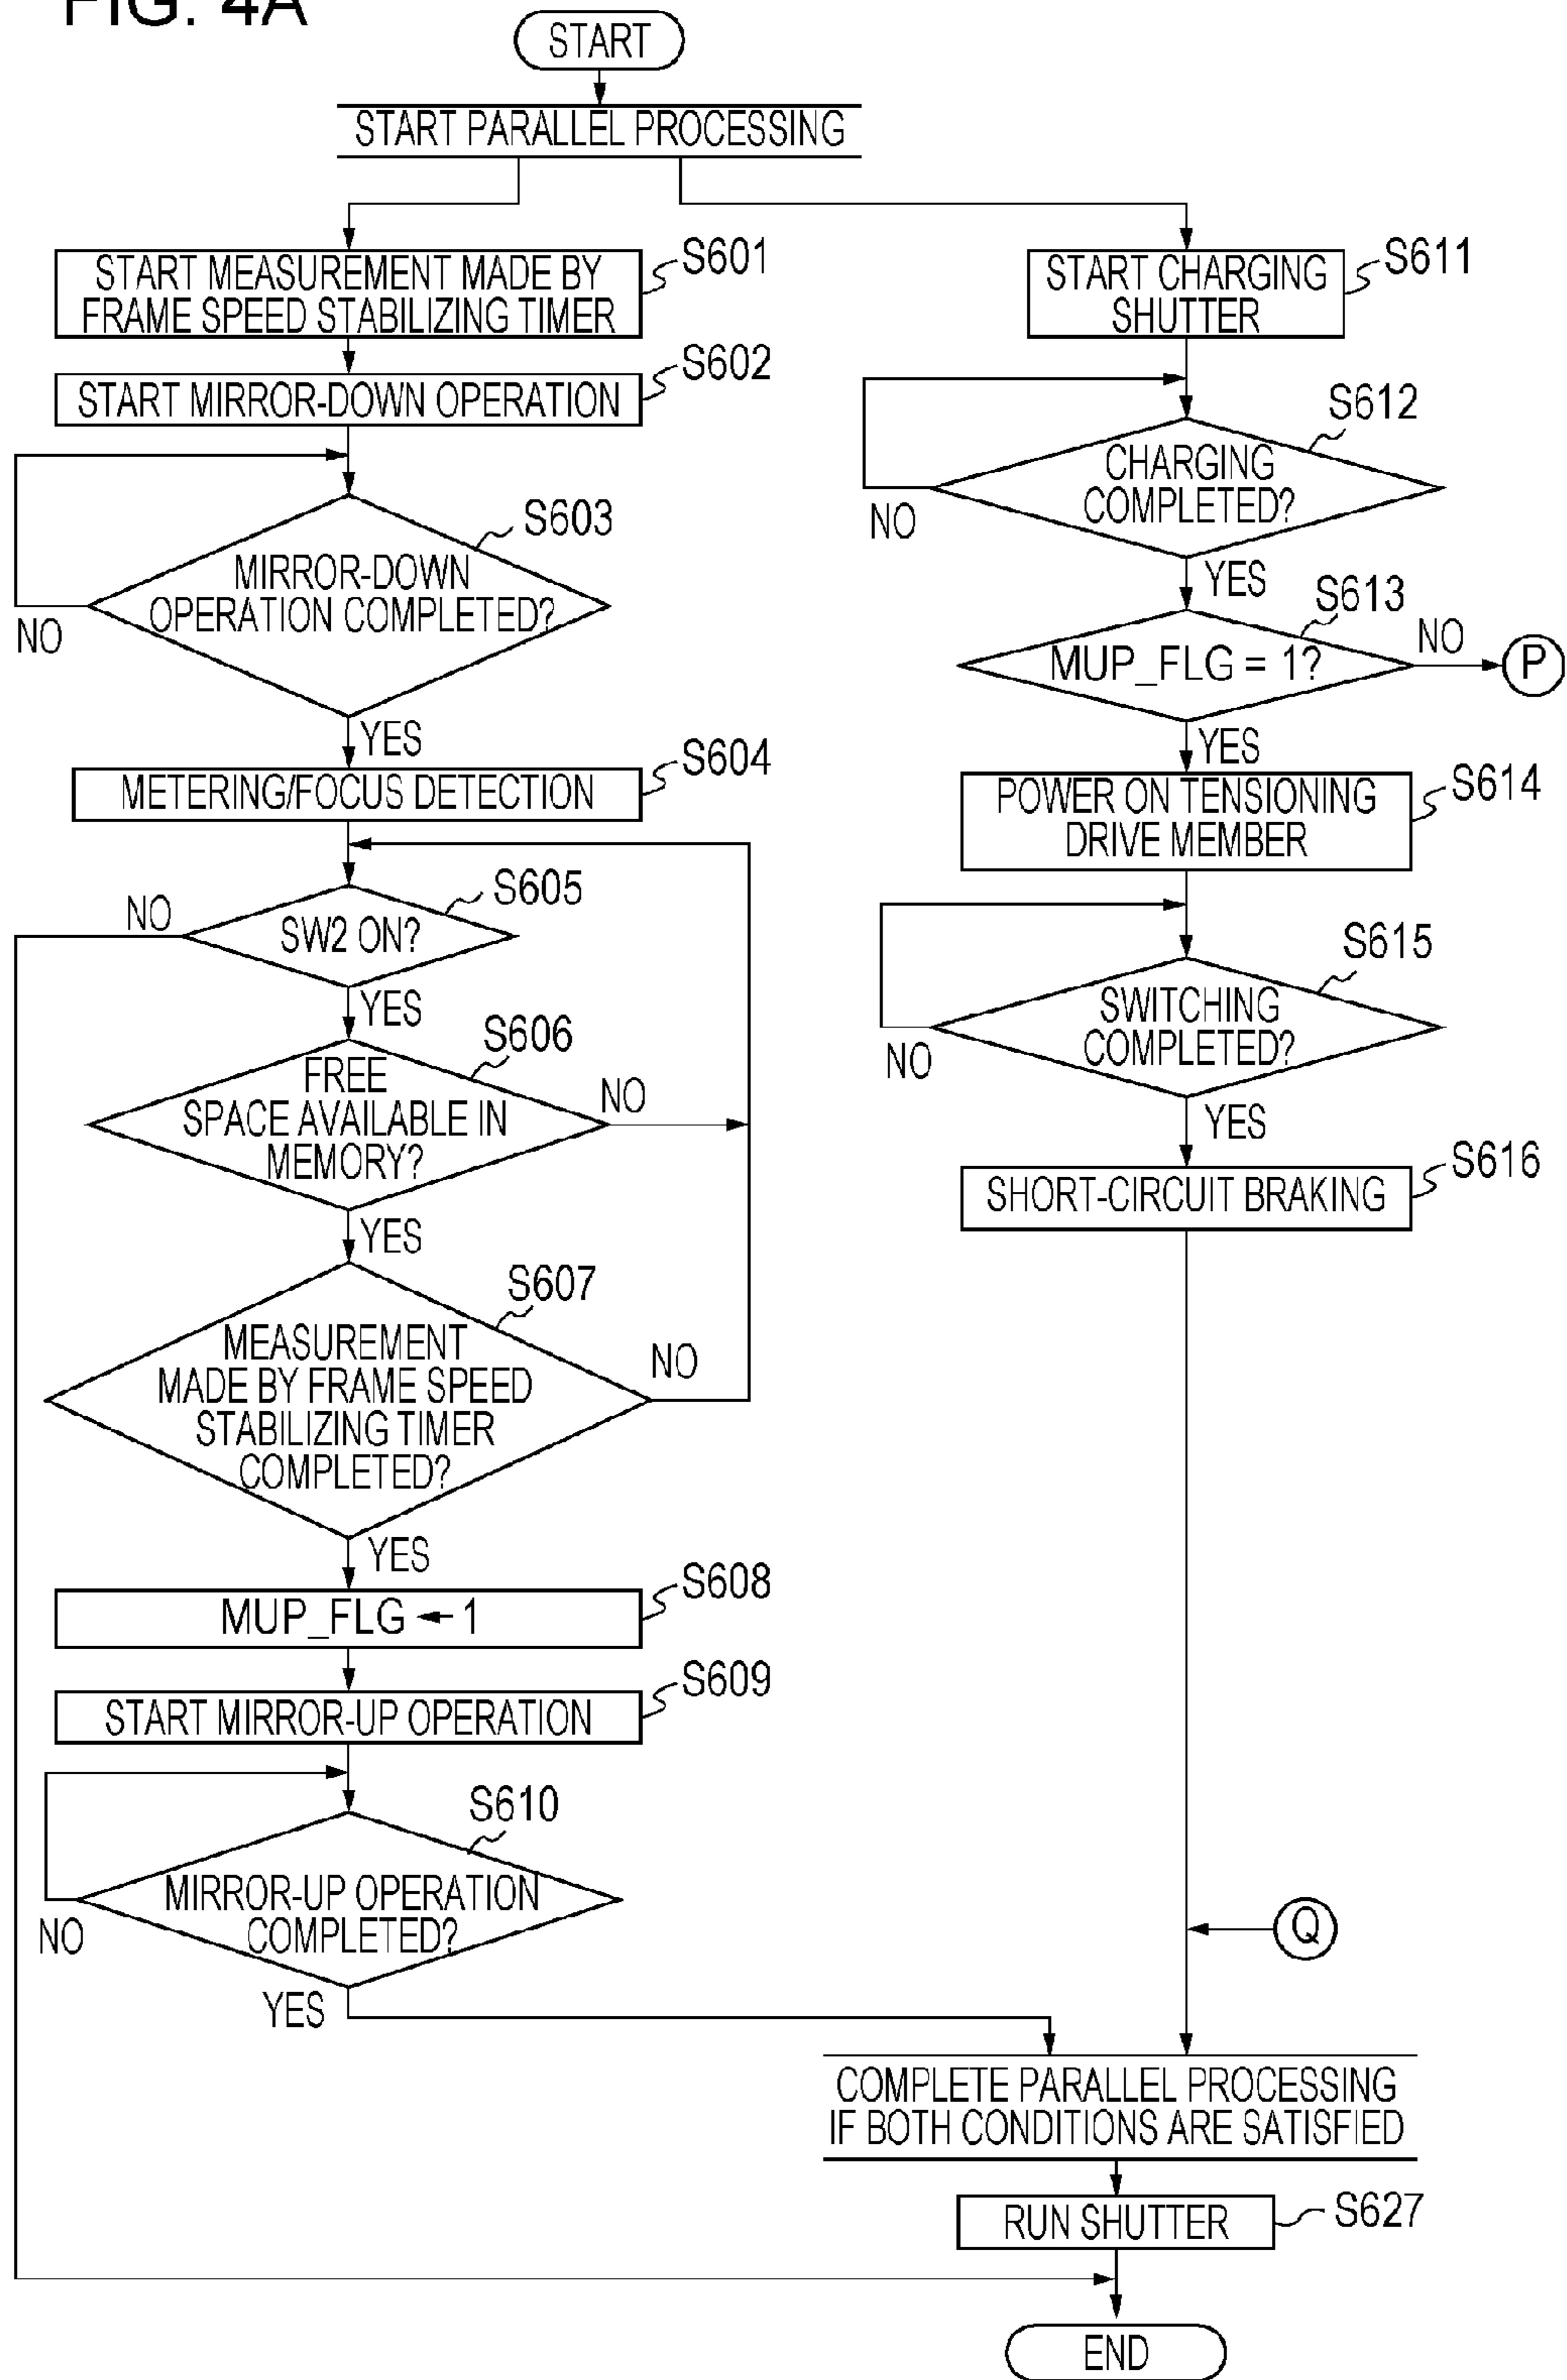 FIG. 4A
START
START PARALLEL PROCESSING
START MEASUREMENT MADE BY
FRAME SPEED STABILIZING TIMER
S601
START MIRROR-DOWN OPERATION
S602
S603
MIRROR-DOWN
OPERATION COMPLETED?
NO
YES
METERING/FOCUS DETECTION
S604
S605
NO
SW2 ON?
YES
S606
FREE
SPACE AVAILABLE IN
MEMORY?
NO
YES
S607
MEASUREMENT
MADE BY FRAME SPEED
STABILIZING TIMER
COMPLETED?
NO
YES
S608
MUP_FLG ← 1
S609
START MIRROR-UP OPERATION
S610
MIRROR-UP OPERATION
COMPLETED?
NO
YES
S611
START CHARGING
SHUTTER
S612
CHARGING
COMPLETED?
NO
YES
S613
MUP_FLG = 1?
NO
P
YES
S614
POWER ON TENSIONING
DRIVE MEMBER
S615
SWITCHING
COMPLETED?
NO
YES
S616
SHORT-CIRCUIT BRAKING
Q
COMPLETE PARALLEL PROCESSING
IF BOTH CONDITIONS ARE SATISFIED
RUN SHUTTER
S627
END